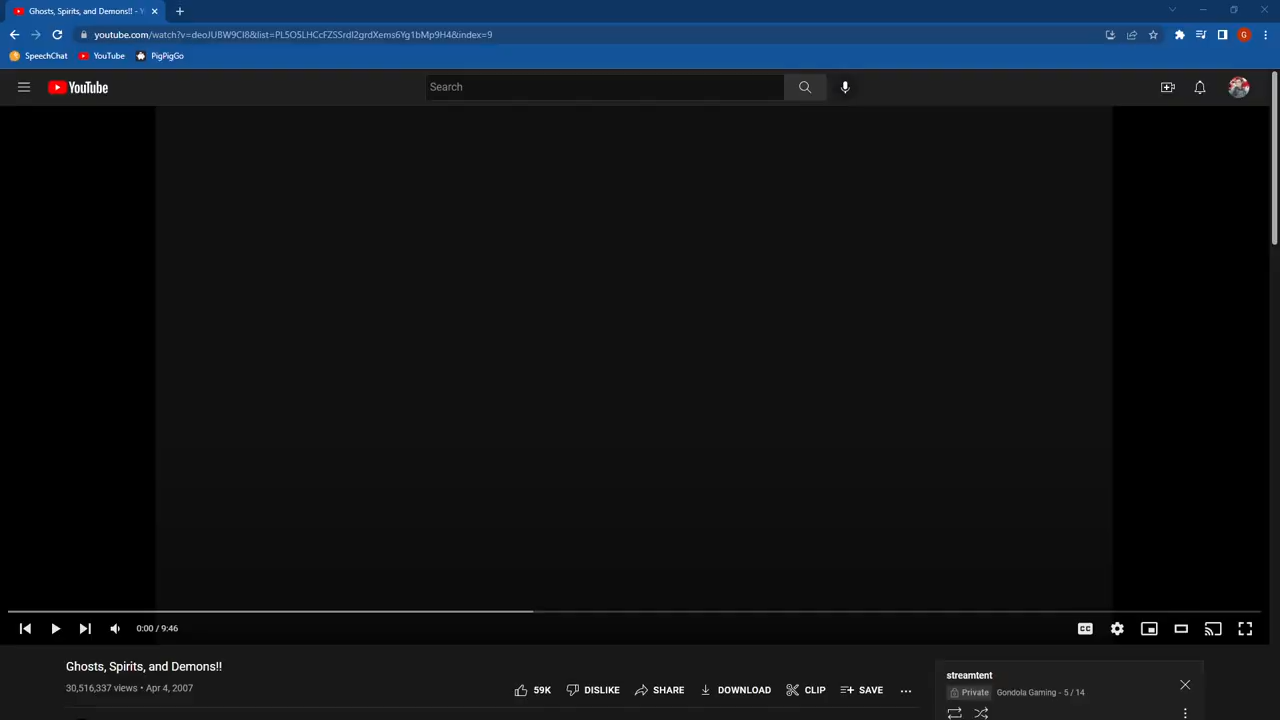 Ghosts, Spirits, and Demons!! - Y
youtube.com/watch?v=deoJUBW9CI8&list=PL5O5LHCcFZSSrdI2grdXems6Yg1bMp9H4&index=9
G
SpeechChat YouTube PigPigGo
YouTube
Search
0:00 / 9:46
CC
Ghosts, Spirits, and Demons!!
30,516,337 views • Apr 4, 2007
59K DISLIKE SHARE DOWNLOAD CLIP SAVE
streamtent
Private Gondola Gaming - 5 / 14